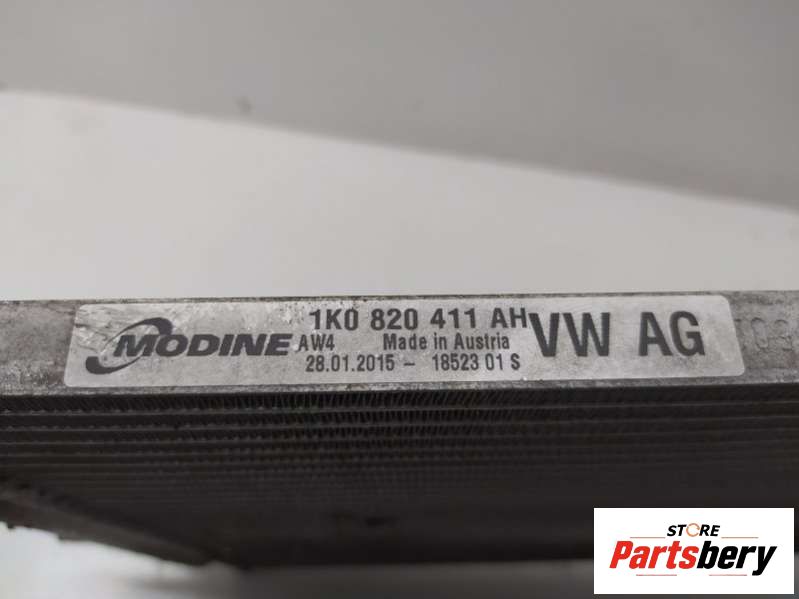 MODINE
1K0 820 411 AH
AW4 Made in Austria
28.01.2015 - 18523 01 S
VW AG
STORE
Partsbery